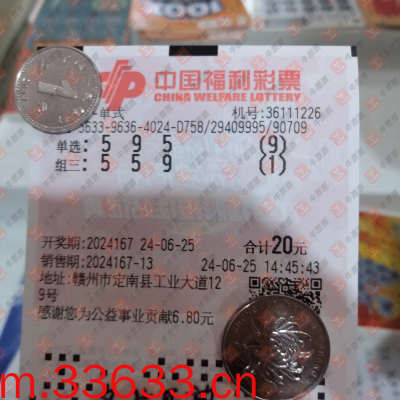 中国福利彩票
CHINA WELFARE LOTTERY
单式 机号:36111226
5633-9636-4024-D758/29409995/90709
单选: 5 9 5 (9)
组三: 5 5 9 (1)
开奖期:2024167 24-06-25 合计20元
销售期:2024167-13 24-06-25 14:45:43
地址:赣州市定南县工业大道12
9号
感谢您为公益事业贡献6.80元
m.33633.cn